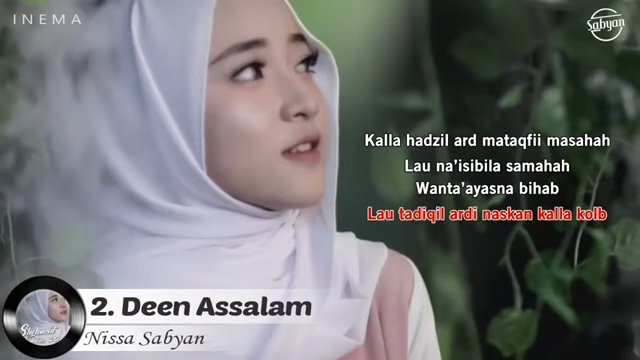 INEMA
Sabyan
Kalla hadzil ard mataqfii masahah
Lau na'isibila samahah
Wanta'ayasna bihab
Lau tadiqil ardi naskan kalla kolb
2. Deen Assalam
Nissa Sabyan